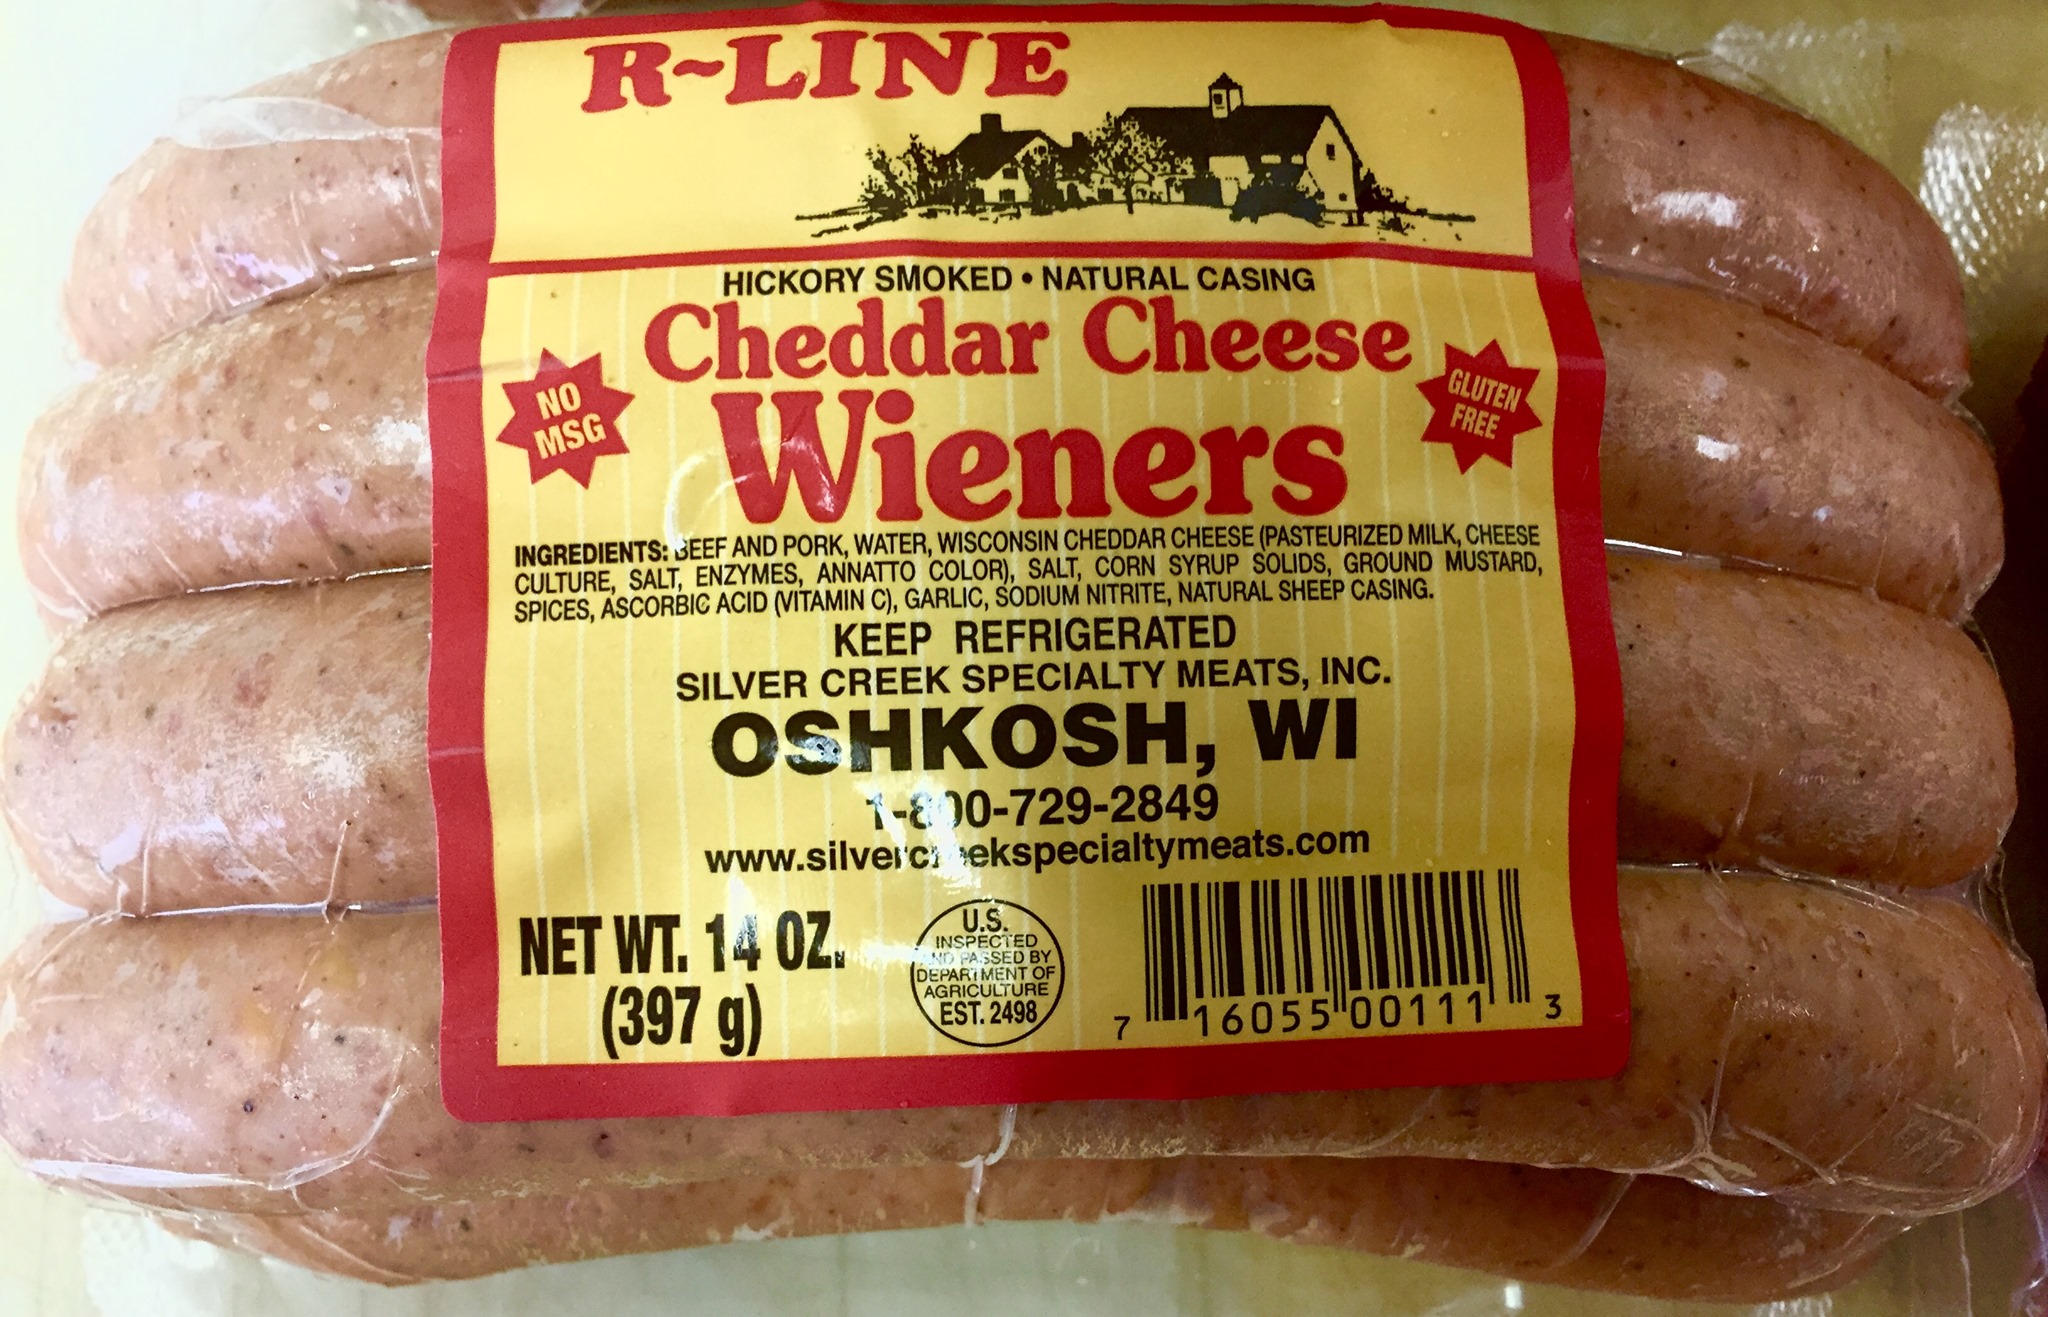 R~LINE
HICKORY SMOKED • NATURAL CASING
Cheddar Cheese
Wieners
NO
MSG
GLUTEN
FREE
INGREDIENTS: BEEF AND PORK, WATER, WISCONSIN CHEDDAR CHEESE (PASTEURIZED MILK, CHEESE
CULTURE, SALT, ENZYMES, ANNATTO COLOR), SALT, CORN SYRUP SOLIDS, GROUND MUSTARD,
SPICES, ASCORBIC ACID (VITAMIN C), GARLIC, SODIUM NITRITE, NATURAL SHEEP CASING.
KEEP REFRIGERATED
SILVER CREEK SPECIALTY MEATS, INC.
OSHKOSH, WI
1-800-729-2849
www.silvercreekspecialtymeats.com
NET WT. 14 OZ.
(397 g)
U.S.
INSPECTED
AND PASSED BY
DEPARTMENT OF
AGRICULTURE
EST. 2498
7 16055 00111 3